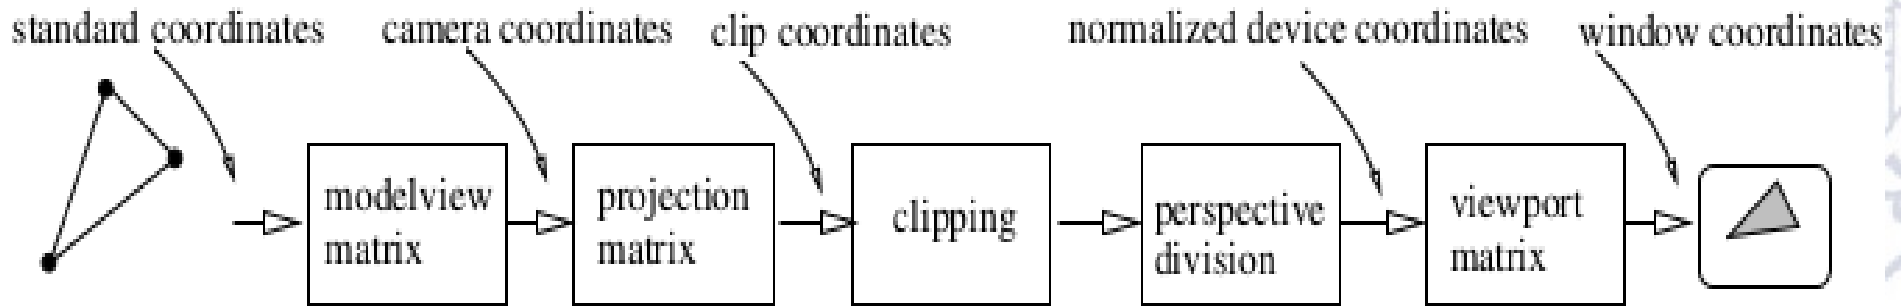 standard coordinates
camera coordinates
clip coordinates
normalized device coordinates
window coordinates
modelview
matrix
projection
matrix
clipping
perspective
division
viewport
matrix